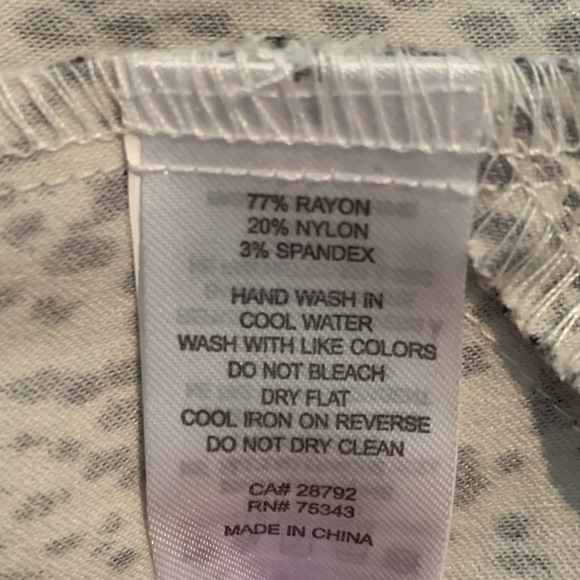 77% RAYON
20% NYLON
3% SPANDEX
HAND WASH IN
COOL WATER
WASH WITH LIKE COLORS
DO NOT BLEACH
DRY FLAT
COOL IRON ON REVERSE
DO NOT DRY CLEAN
CA# 28792
RN# 75343
MADE IN CHINA